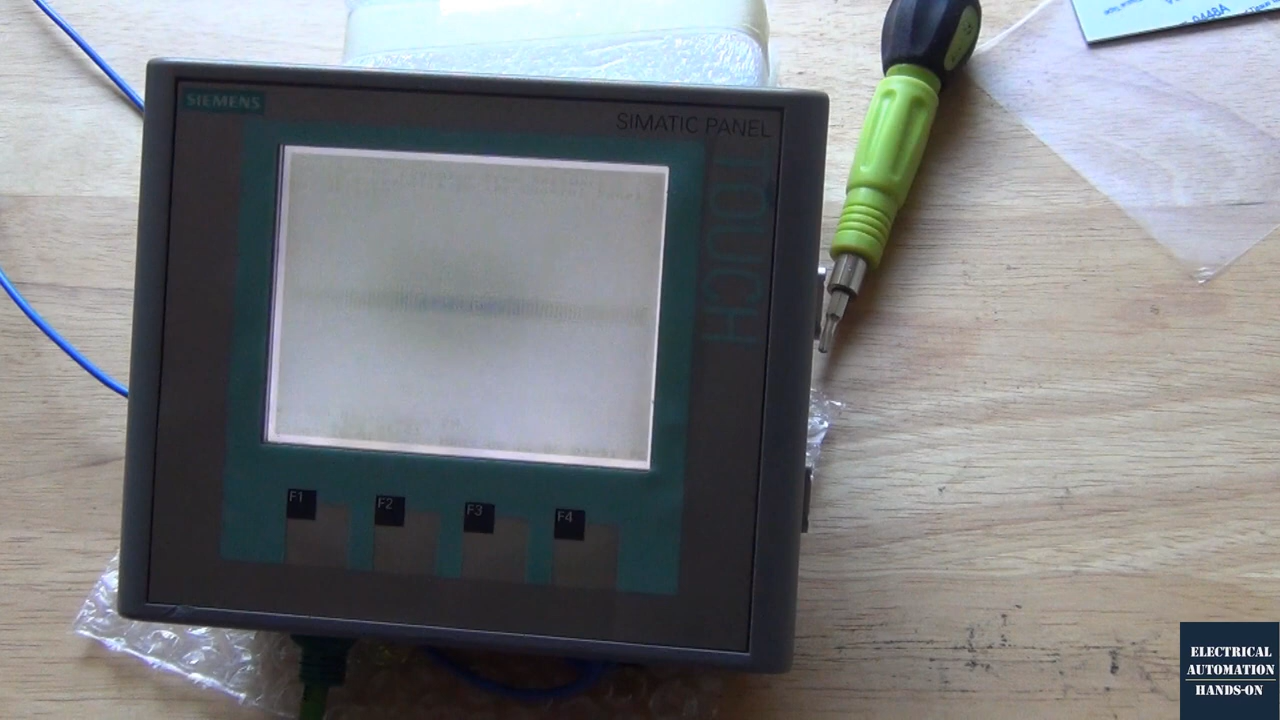 SIEMENS
SIMATIC PANEL
TOUCH
F1
F2
F3
F4
ELECTRICAL
AUTOMATION
HANDS-ON